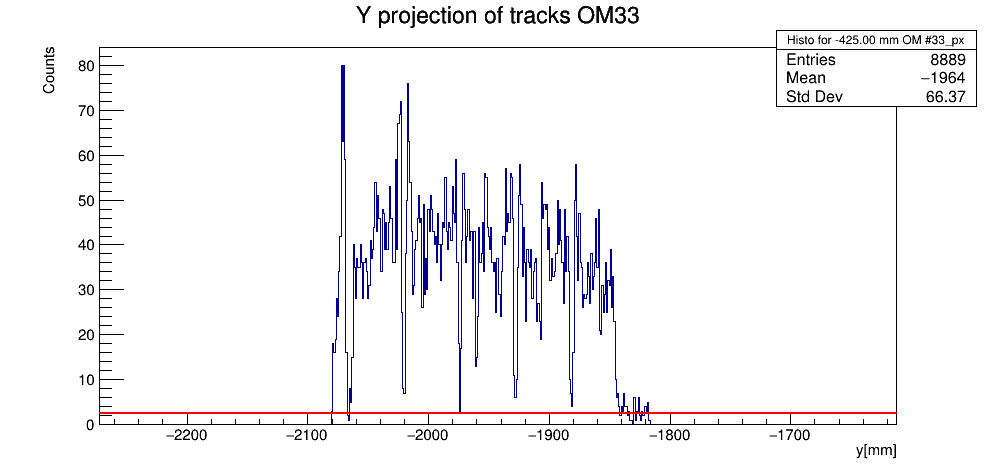 Y projection of tracks OM33
Histo for -425.00 mm OM #33_px
Entries 8889
Mean −1964
Std Dev 66.37
Counts
80
70
60
50
40
30
20
10
0
−2200 −2100 −2000 −1900 −1800 −1700
y[mm]